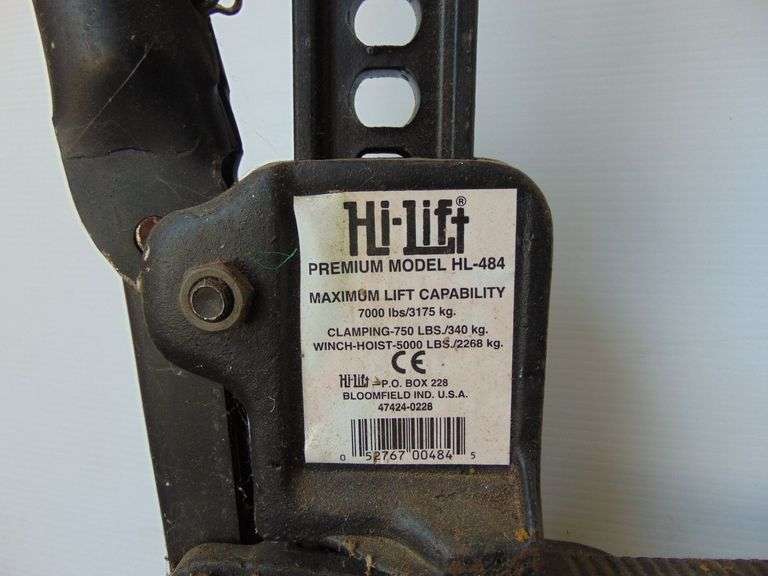 Hi-Lift®
PREMIUM MODEL HL-484
MAXIMUM LIFT CAPABILITY
7000 lbs/3175 kg.
CLAMPING-750 LBS./340 kg.
WINCH-HOIST-5000 LBS./2268 kg.
CE
Hi-Lift —P.O. BOX 228
BLOOMFIELD IND. U.S.A.
47424-0228
0 52767 00484 5